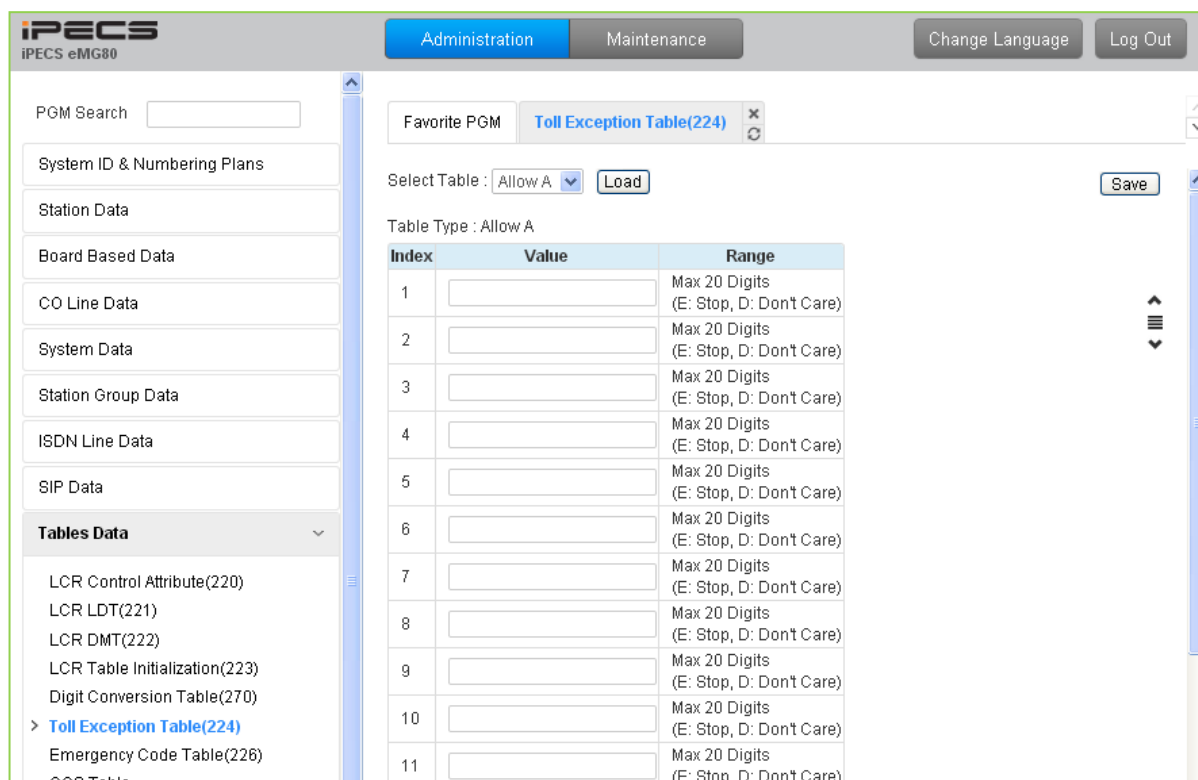 iPECS
iPECS eMG80
Administration
Maintenance
Change Language
Log Out
PGM Search
System ID & Numbering Plans
Station Data
Board Based Data
CO Line Data
System Data
Station Group Data
ISDN Line Data
SIP Data
Tables Data
LCR Control Attribute(220)
LCR LDT(221)
LCR DMT(222)
LCR Table Initialization(223)
Digit Conversion Table(270)
> Toll Exception Table(224)
Emergency Code Table(226)
Favorite PGM
Toll Exception Table(224)
Select Table : Allow A Load
Save
Table Type : Allow A
Index Value Range
1 Max 20 Digits
(E: Stop, D: Don't Care)
2 Max 20 Digits
(E: Stop, D: Don't Care)
3 Max 20 Digits
(E: Stop, D: Don't Care)
4 Max 20 Digits
(E: Stop, D: Don't Care)
5 Max 20 Digits
(E: Stop, D: Don't Care)
6 Max 20 Digits
(E: Stop, D: Don't Care)
7 Max 20 Digits
(E: Stop, D: Don't Care)
8 Max 20 Digits
(E: Stop, D: Don't Care)
9 Max 20 Digits
(E: Stop, D: Don't Care)
10 Max 20 Digits
(E: Stop, D: Don't Care)
11 Max 20 Digits
(E: Stop, D: Don't Care)